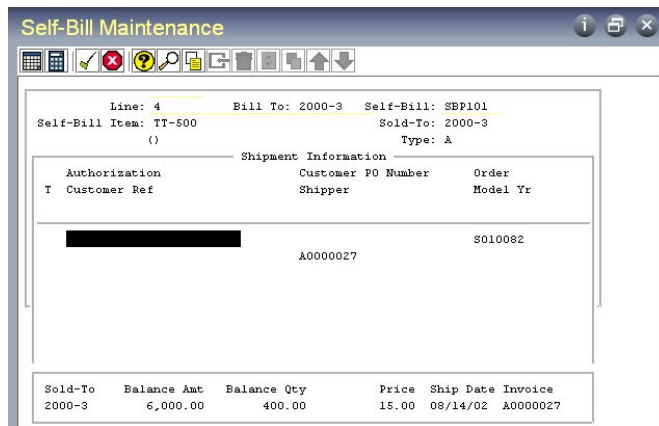 Self-Bill Maintenance
Line: 4 Bill To: 2000-3 Self-Bill: SBP101
Self-Bill Item: TT-500 Sold-To: 2000-3
() Type: A
Shipment Information
Authorization Customer PO Number Order
T Customer Ref Shipper Model Yr
S010082
A0000027
Sold-To Balance Amt Balance Qty Price Ship Date Invoice
2000-3 6,000.00 400.00 15.00 08/14/02 A0000027